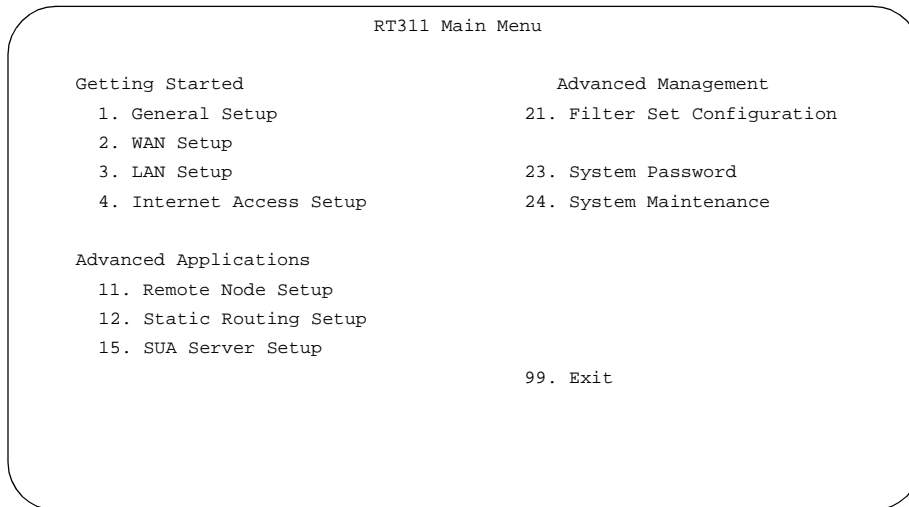 RT311 Main Menu
Getting Started Advanced Management
1. General Setup 21. Filter Set Configuration
2. WAN Setup
3. LAN Setup 23. System Password
4. Internet Access Setup 24. System Maintenance
Advanced Applications
11. Remote Node Setup
12. Static Routing Setup
15. SUA Server Setup
99. Exit